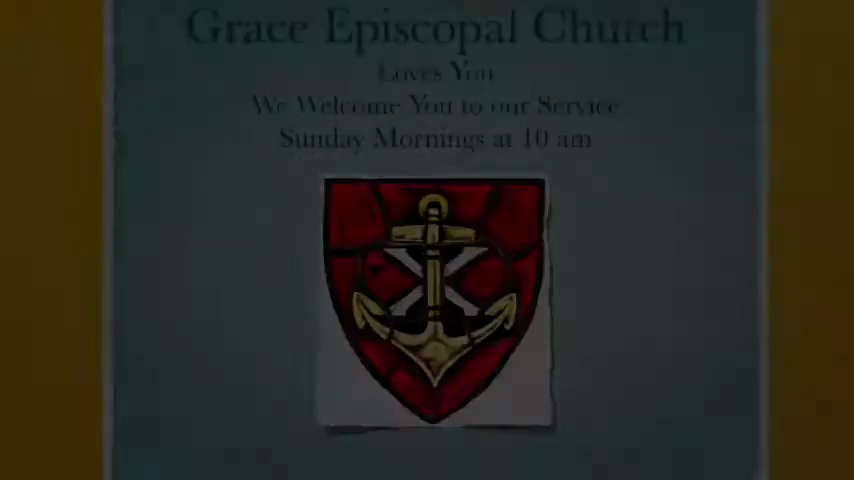 Grace Episcopal Church
Loves You
We Welcome You to our Service
Sunday Mornings at 10 am